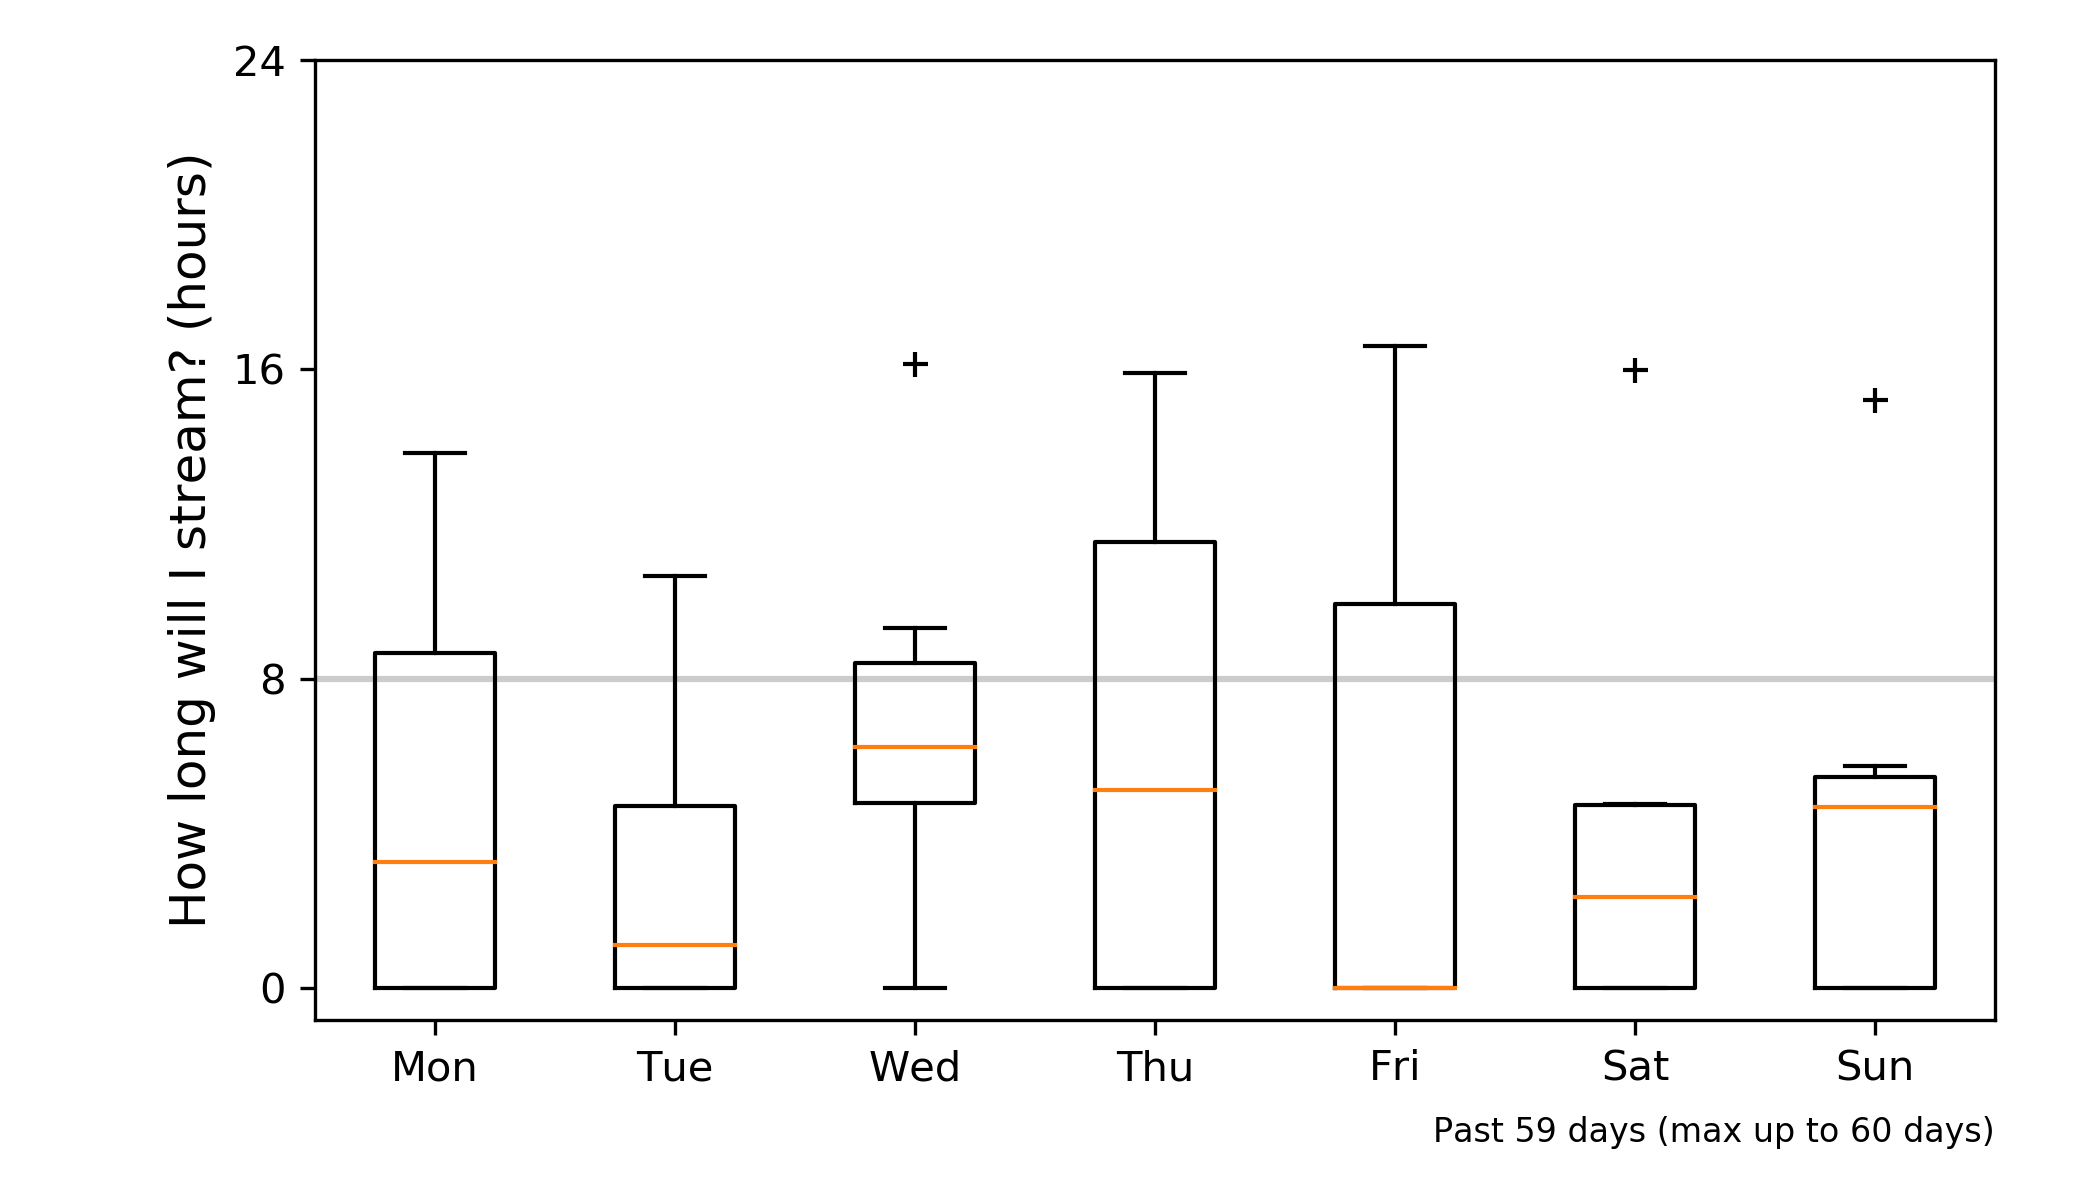 How long will I stream? (hours)
24
16
8
0
Mon Tue Wed Thu Fri Sat Sun
Past 59 days (max up to 60 days)